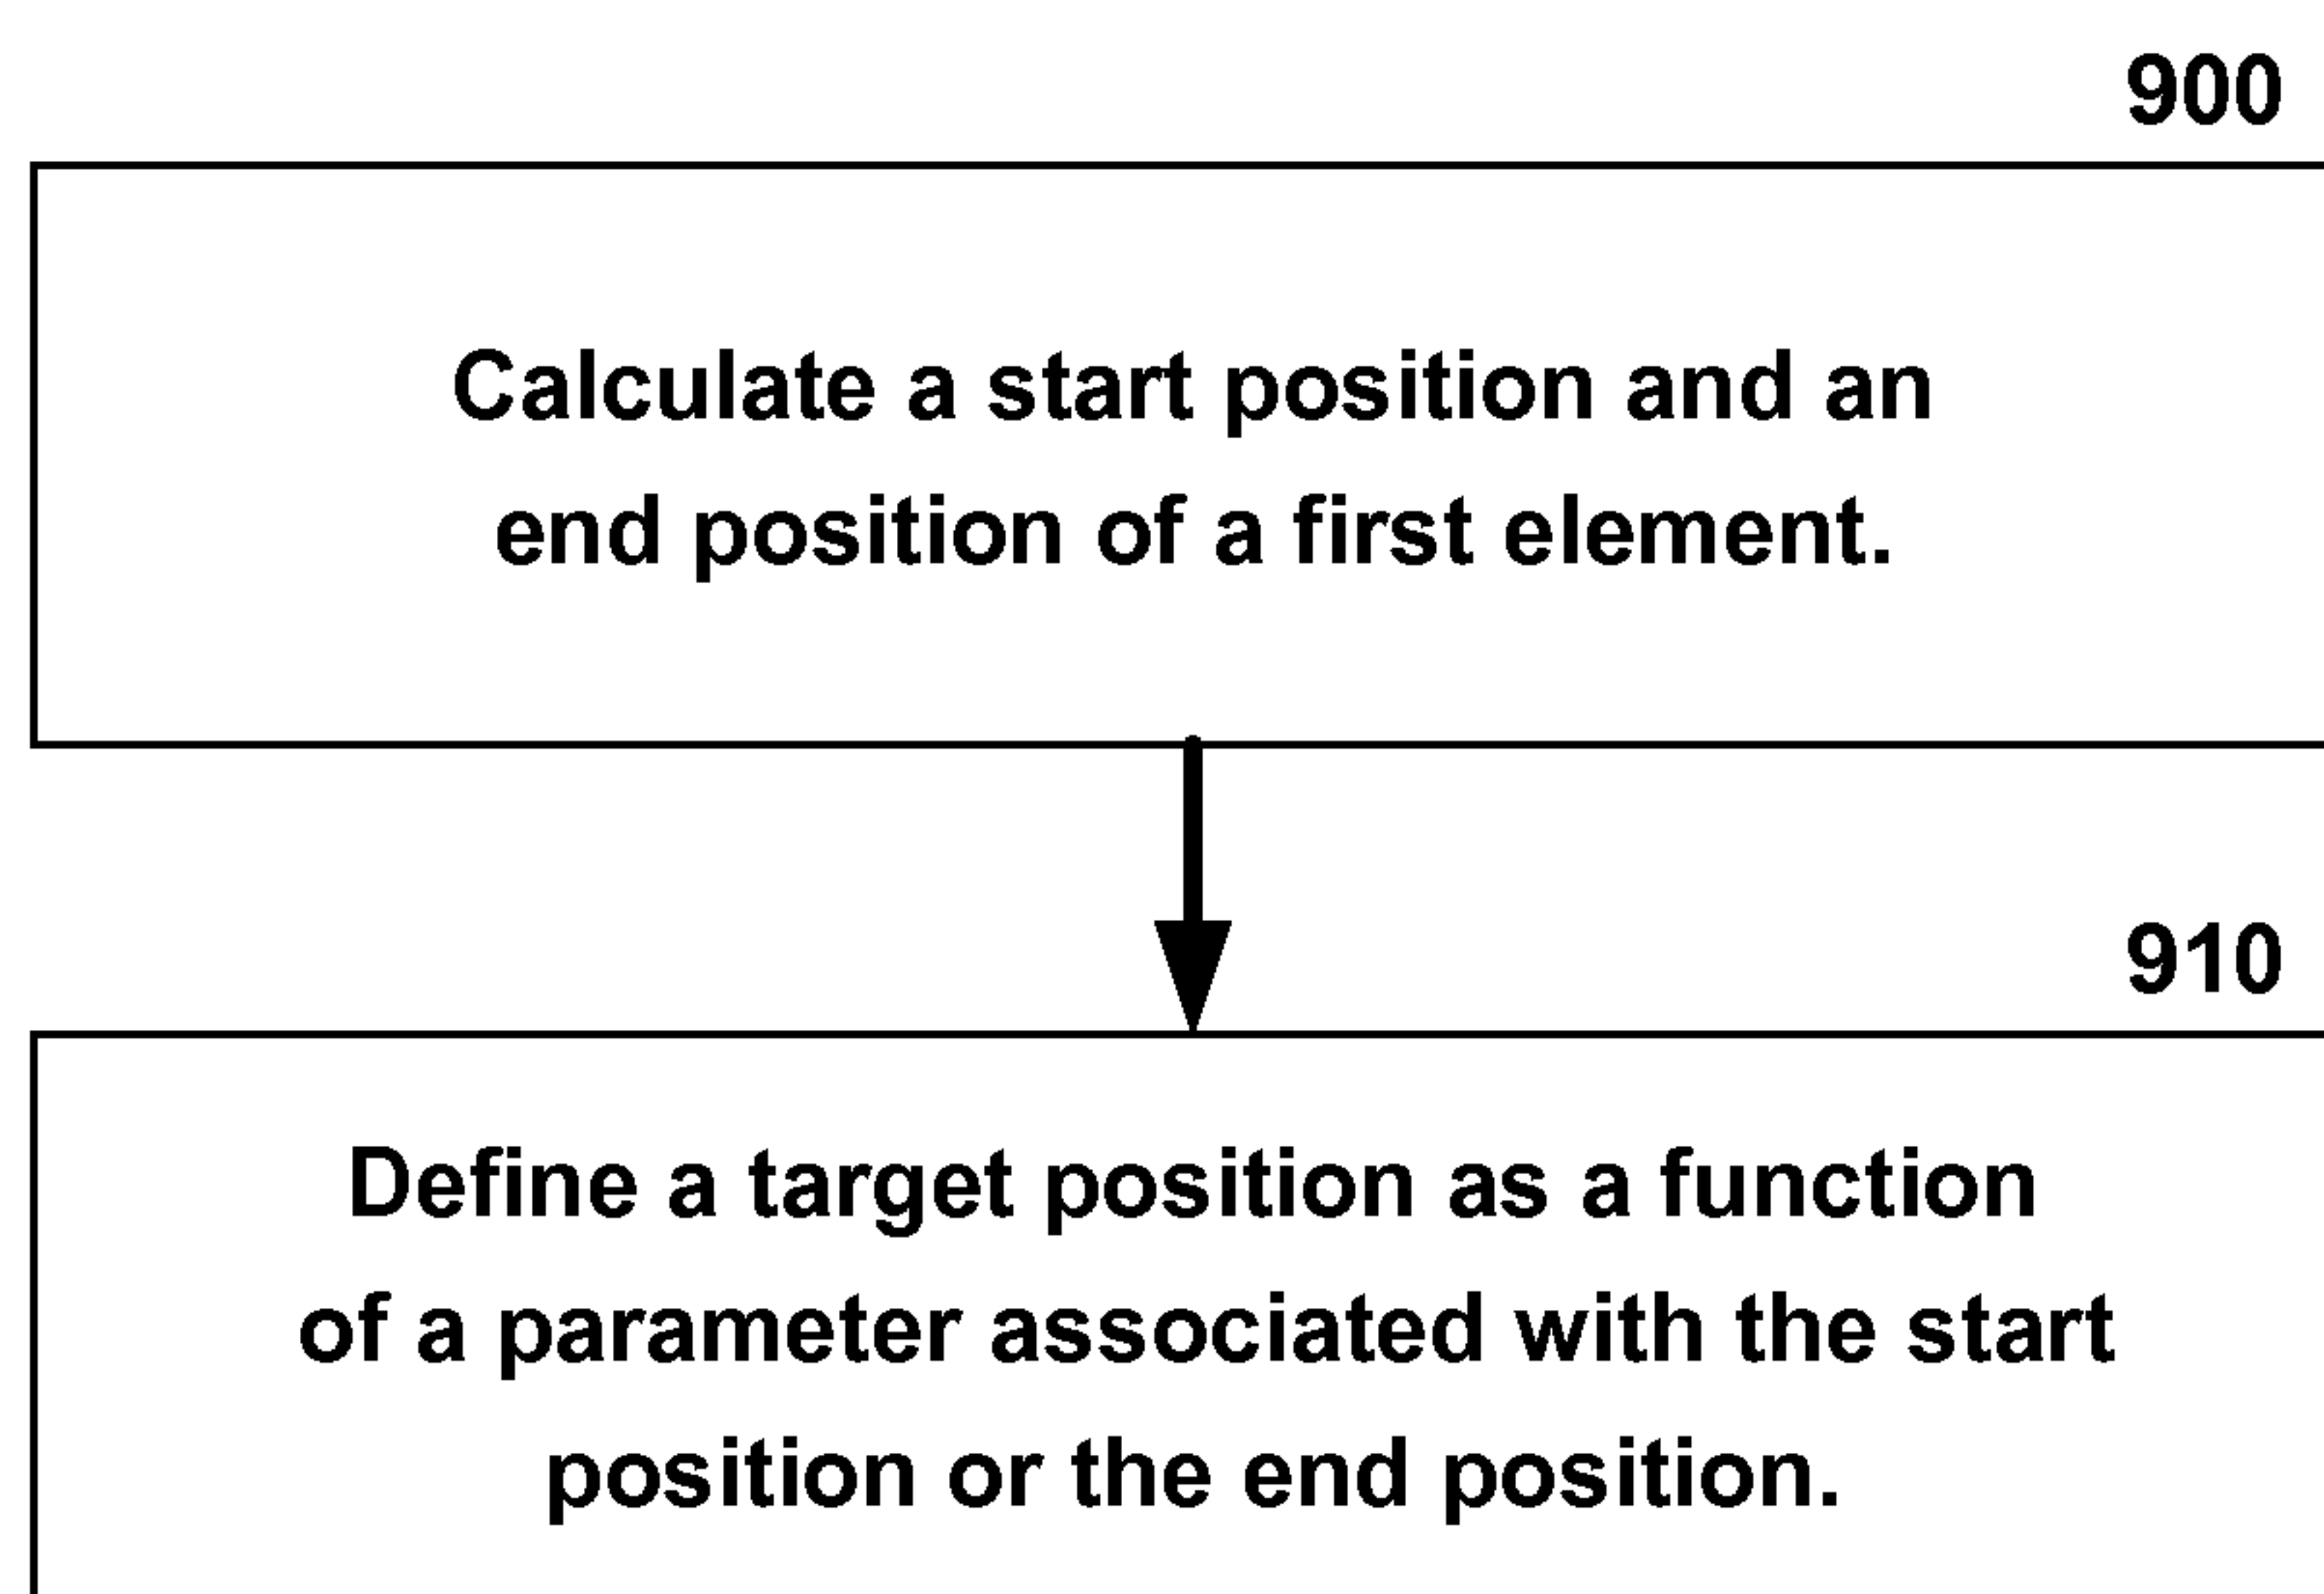 900
Calculate a start position and an
end position of a first element.
910
Define a target position as a function
of a parameter associated with the start
position or the end position.